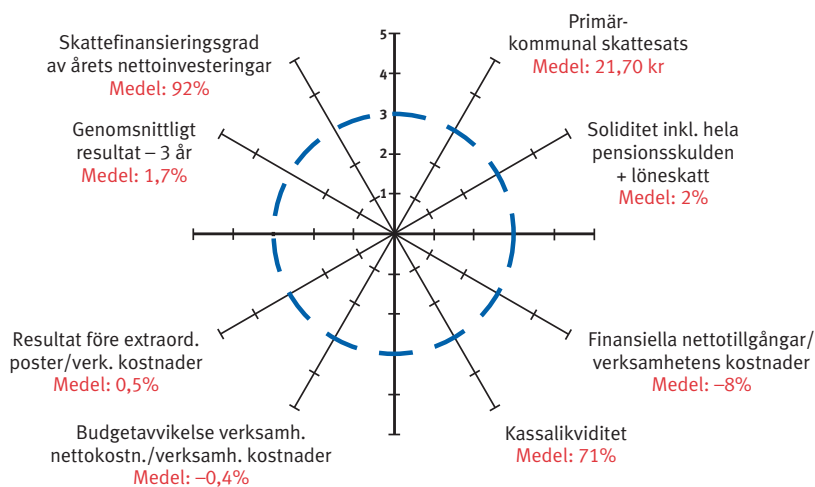 Skattefinansieringsgrad
av årets nettoinvesteringar
Medel: 92%
5
4
3
2
1
Primär-
kommunal skattesats
Medel: 21,70 kr
Genomsnittligt
resultat – 3 år
Medel: 1,7%
Soliditet inkl. hela
pensionsskulden
+ löneskatt
Medel: 2%
Resultat före extraord.
poster/verk. kostnader
Medel: 0,5%
Finansiella nettotillgångar/
verksamhetens kostnader
Medel: –8%
Budgetavvikelse verksamh.
nettokostn./verksamh. kostnader
Medel: –0,4%
Kassalikviditet
Medel: 71%